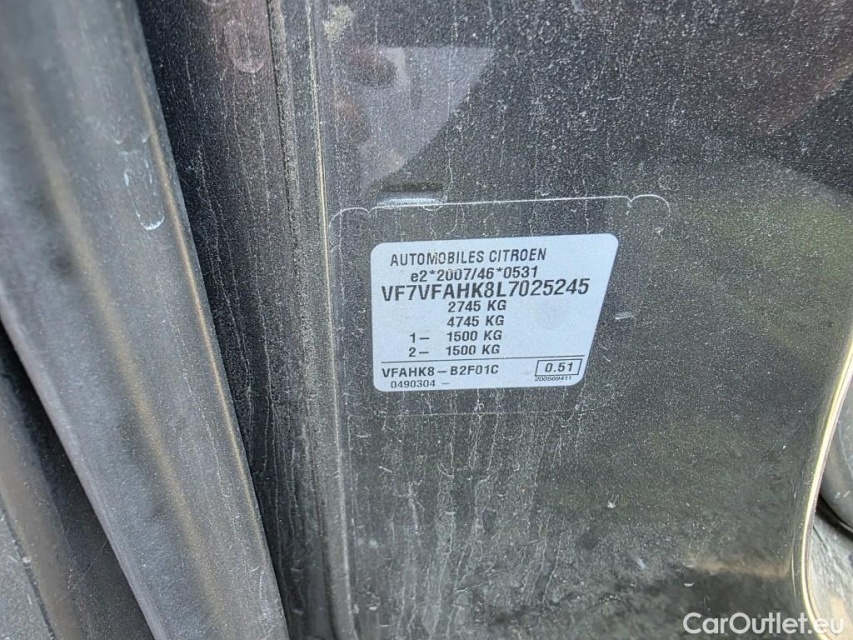 AUTOMOBILES CITROEN
e2*2007/46*0531
VF7VFAHK8L7025245
2745 KG
4745 KG
1- 1500 KG
2- 1500 KG
VFAHK8-B2F01C 0.51
0490304 - 200569411
CarOutlet.eu